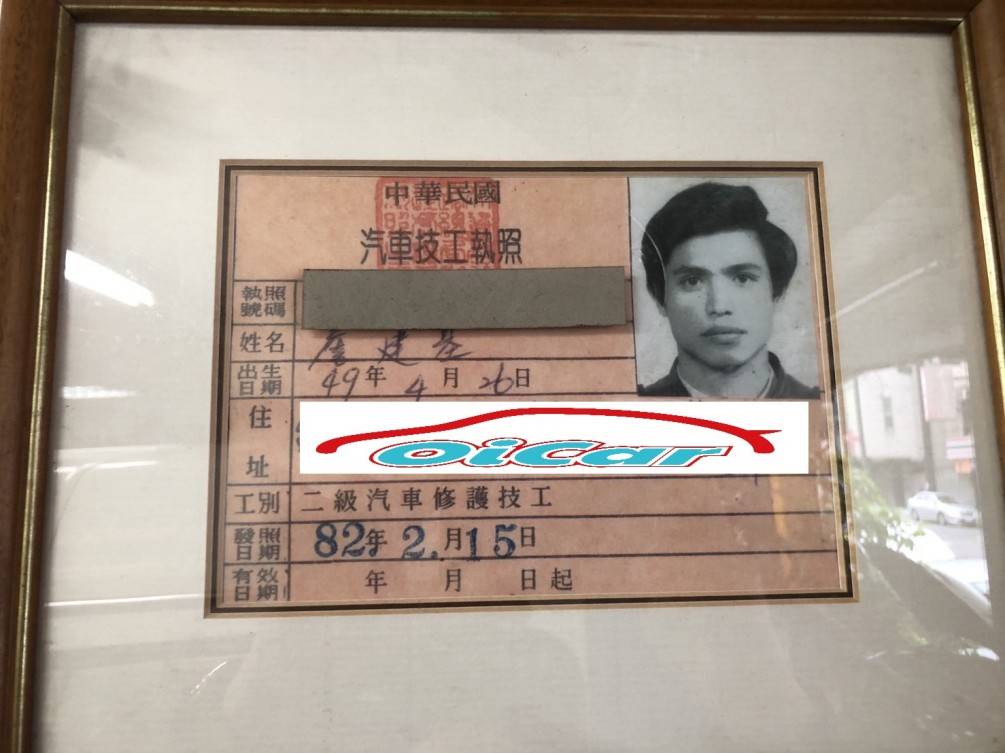 中華民國
汽車技工執照
執照號碼
姓名 詹建基
出生日期 49年4月26日
住址
OiCar
工別 二級汽車修護技工
發照日期 82年2.月15日
有效日期 年 月 日起